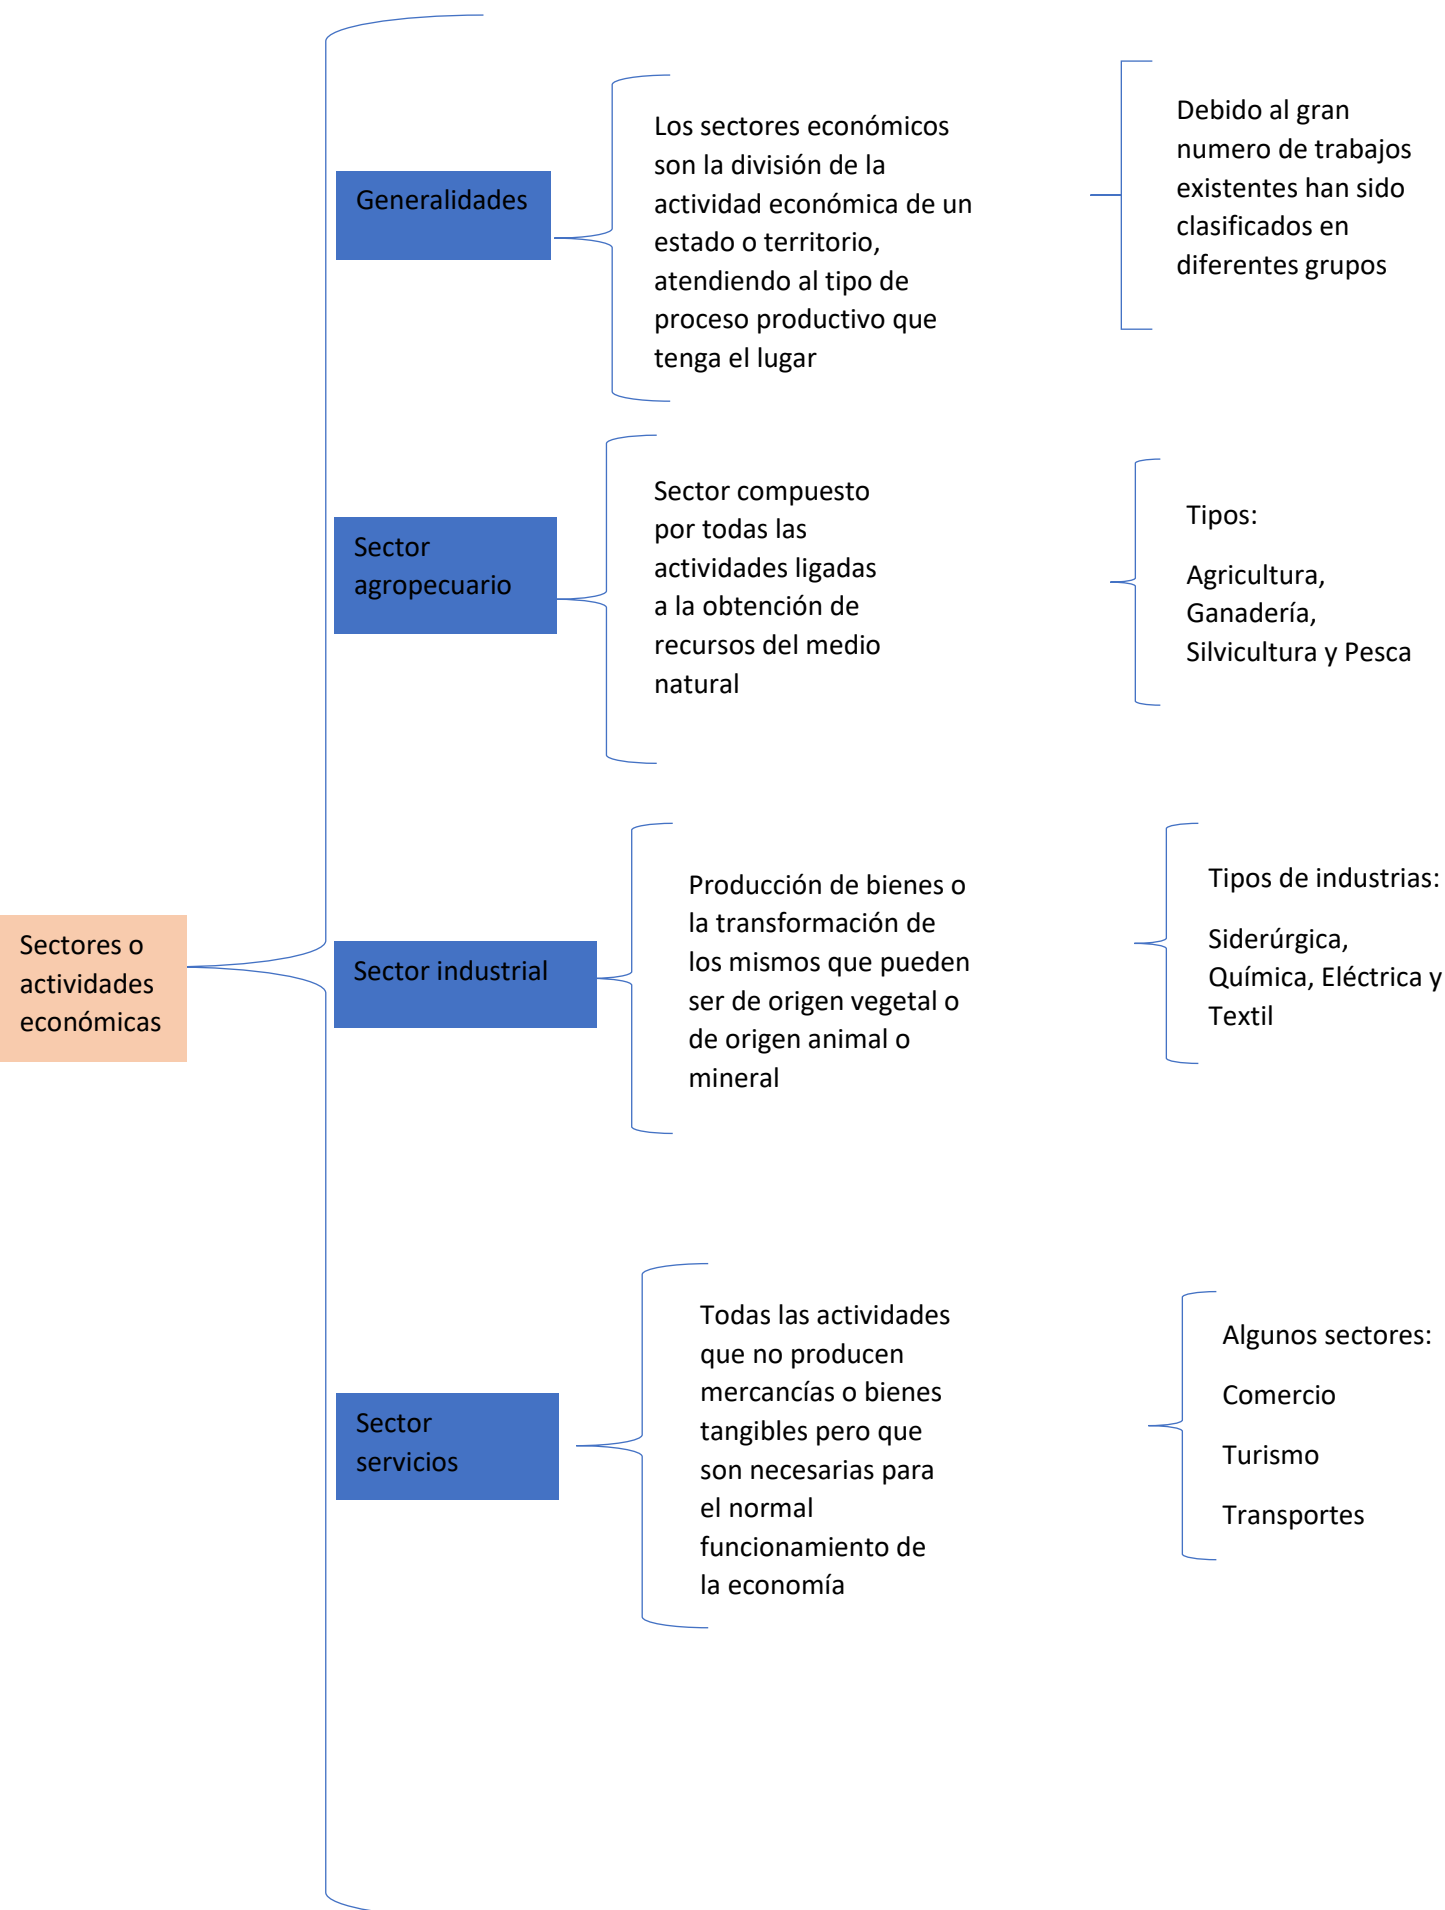 Sectores o
actividades
económicas
Generalidades
Los sectores económicos
son la división de la
actividad económica de un
estado o territorio,
atendiendo al tipo de
proceso productivo que
tenga el lugar
Debido al gran
numero de trabajos
existentes han sido
clasificados en
diferentes grupos
Sector
agropecuario
Sector compuesto
por todas las
actividades ligadas
a la obtención de
recursos del medio
natural
Tipos:
Agricultura,
Ganadería,
Silvicultura y Pesca
Sector industrial
Producción de bienes o
la transformación de
los mismos que pueden
ser de origen vegetal o
de origen animal o
mineral
Tipos de industrias:
Siderúrgica,
Química, Eléctrica y
Textil
Sector
servicios
Todas las actividades
que no producen
mercancías o bienes
tangibles pero que
son necesarias para
el normal
funcionamiento de
la economía
Algunos sectores:
Comercio
Turismo
Transportes